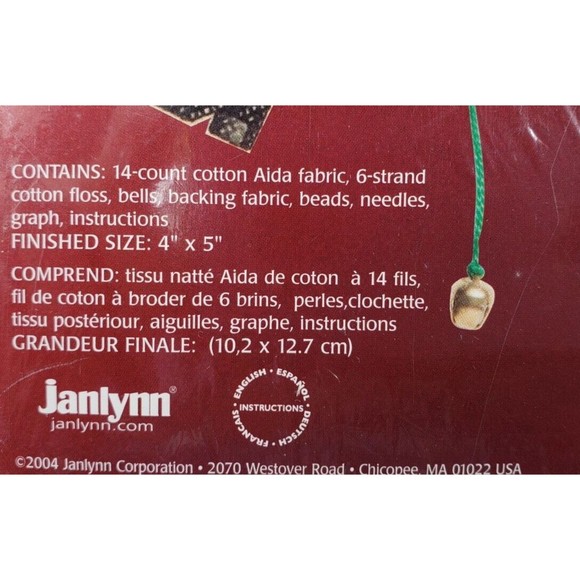 CONTAINS: 14-count cotton Aida fabric, 6-strand
cotton floss, bells, backing fabric, beads, needles,
graph, instructions
FINISHED SIZE: 4" x 5"
COMPREND: tissu natté Aida de coton à 14 fils,
fil de coton à broder de 6 brins, perles,clochette,
tissu postériour, aiguilles, graphe, instructions
GRANDEUR FINALE: (10,2 x 12.7 cm)
janlynn®
janlynn.com
ENGLISH • ESPAÑOL • DEUTSCH • FRANCAIS •
INSTRUCTIONS
©2004 Janlynn Corporation • 2070 Westover Road • Chicopee, MA 01022 USA